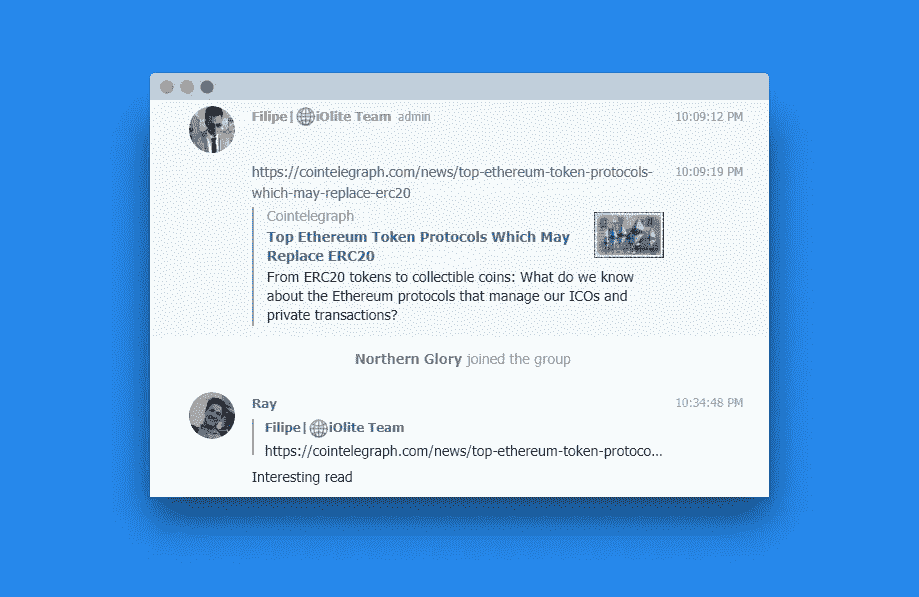 Filipe|🌐iOlite Team admin 10:09:12 PM
https://cointelegraph.com/news/top-ethereum-token-protocols- 10:09:19 PM
which-may-replace-erc20
Cointelegraph
Top Ethereum Token Protocols Which May
Replace ERC20
From ERC20 tokens to collectible coins: What do we know
about the Ethereum protocols that manage our ICOs and
private transactions?
Northern Glory joined the group
Ray 10:34:48 PM
Filipe|🌐iOlite Team
https://cointelegraph.com/news/top-ethereum-token-protoco...
Interesting read